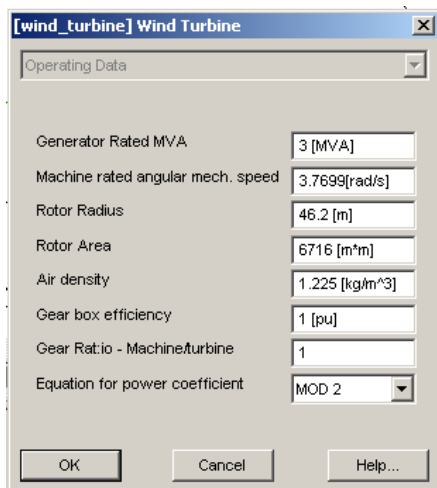 [wind_turbine] Wind Turbine
Operating Data
Generator Rated MVA 3 [MVA]
Machine rated angular mech. speed 3.7699[rad/s]
Rotor Radius 46.2 [m]
Rotor Area 6716 [m*m]
Air density 1.225 [kg/m^3]
Gear box efficiency 1 [pu]
Gear Rat:io - Machine/turbine 1
Equation for power coefficient MOD 2
OK Cancel Help...